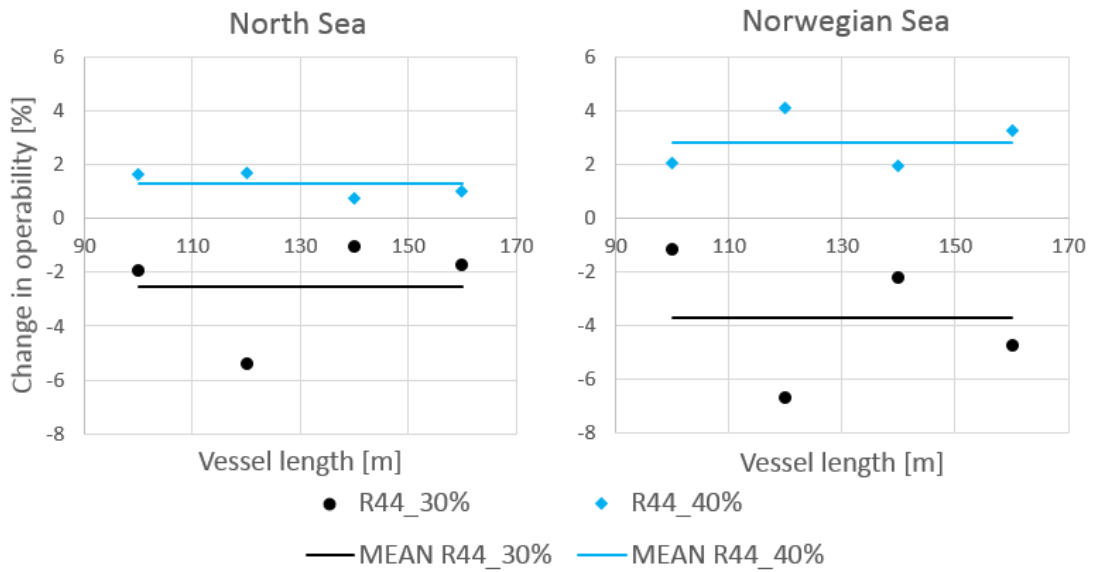 North Sea
Norwegian Sea
Change in operability [%]
6
4
2
0
-2
-4
-6
-8
90
110
130
150
170
Vessel length [m]
6
4
2
0
-2
-4
-6
-8
90
110
130
150
170
Vessel length [m]
R44_30%
R44_40%
MEAN R44_30%
MEAN R44_40%